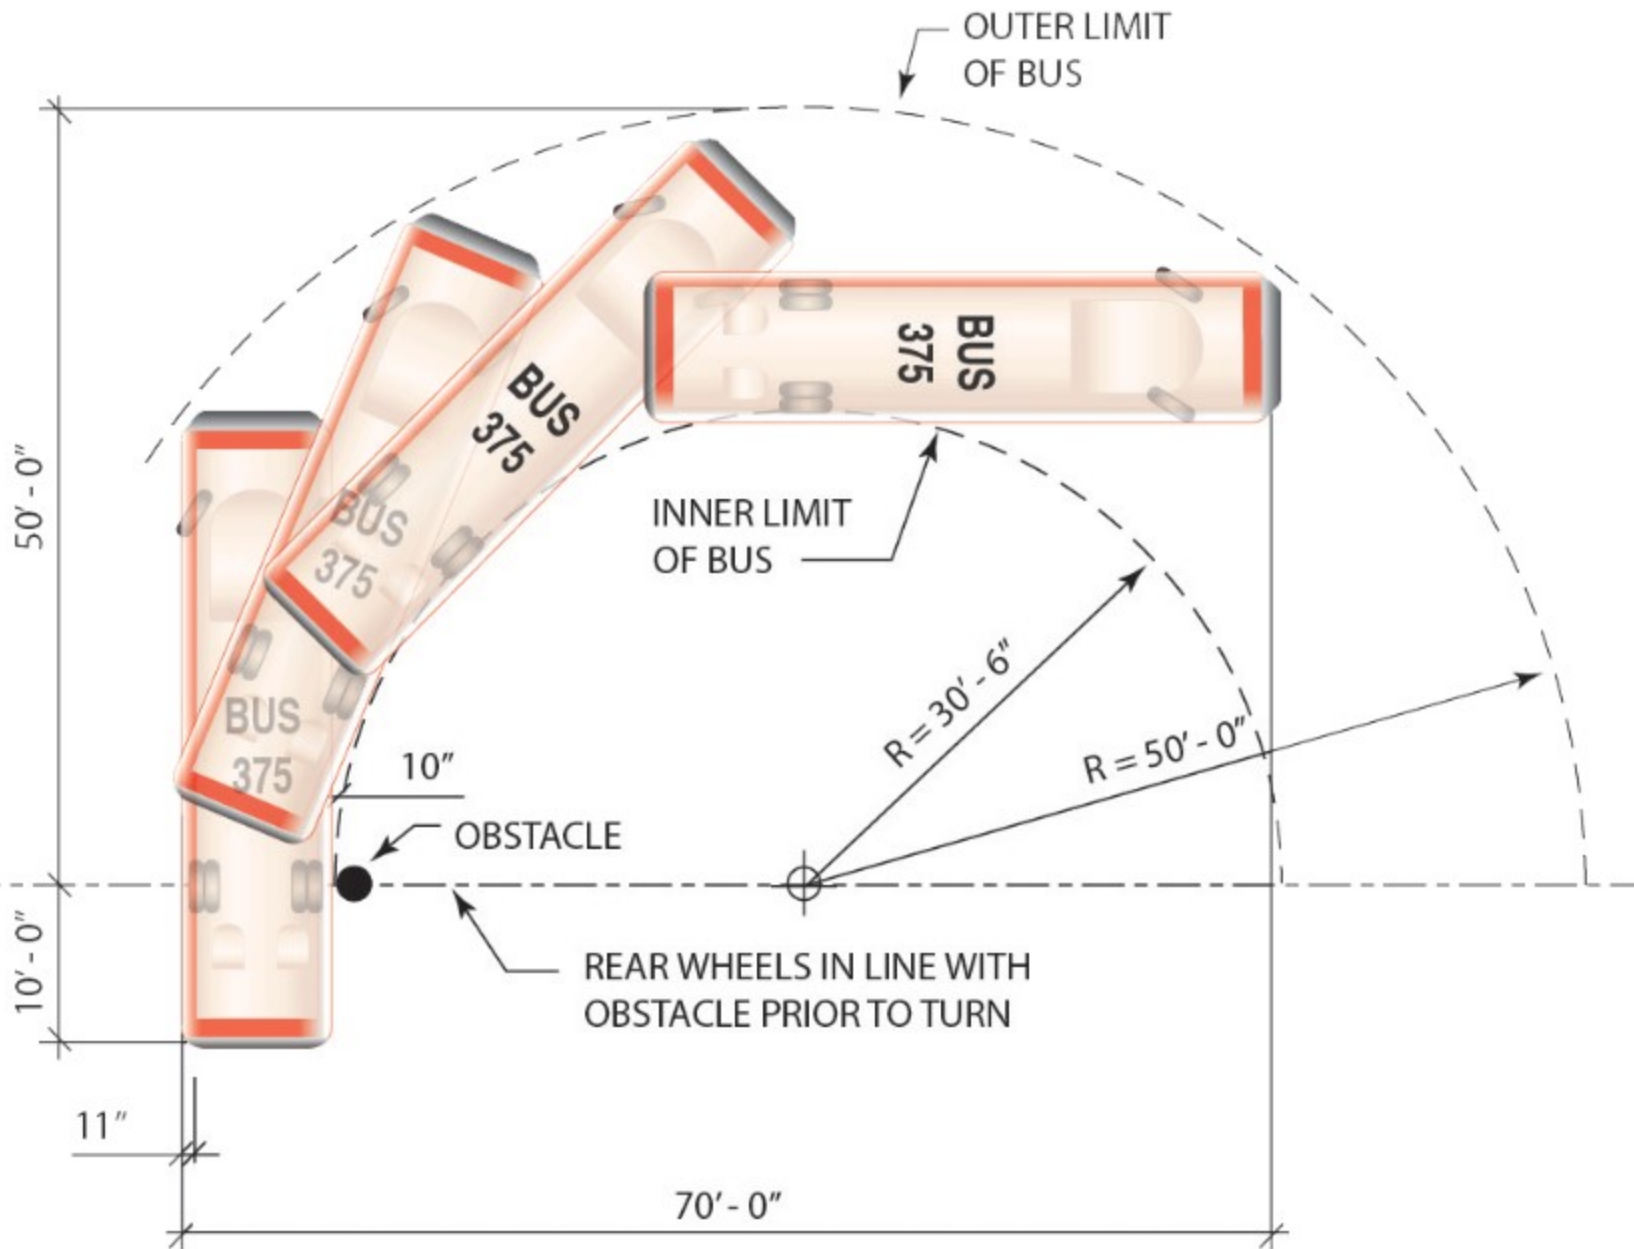 OUTER LIMIT
OF BUS
BUS
375
BUS
375
BUS
375
BUS
375
50′ - 0″
INNER LIMIT
OF BUS
R = 30′ - 6″
R = 50′ - 0″
10″
OBSTACLE
10′ - 0″
REAR WHEELS IN LINE WITH
OBSTACLE PRIOR TO TURN
11″
70′ - 0″